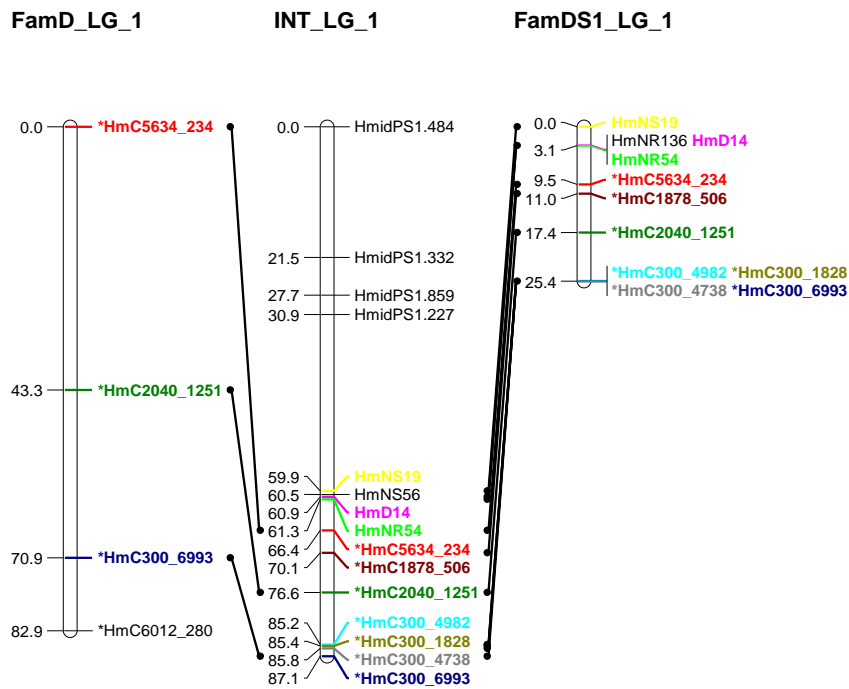 FamD_LG_1
0.0 *HmC5634_234
43.3 *HmC2040_1251
70.9 *HmC300_6993
82.9 *HmC6012_280
INT_LG_1
0.0 HmidPS1.484
21.5 HmidPS1.332
27.7 HmidPS1.859
30.9 HmidPS1.227
59.9 HmNS19
60.5 HmNS56
60.9 HmD14
61.3 HmNR54
66.4 *HmC5634_234
70.1 *HmC1878_506
76.6 *HmC2040_1251
85.2 *HmC300_4982
85.4 *HmC300_1828
85.8 *HmC300_4738
87.1 *HmC300_6993
FamDS1_LG_1
0.0 HmNS19
HmNR136 HmD14
3.1
HmNR54
9.5 *HmC5634_234
11.0 *HmC1878_506
17.4 *HmC2040_1251
*HmC300_4982 *HmC300_1828
25.4
*HmC300_4738 *HmC300_6993